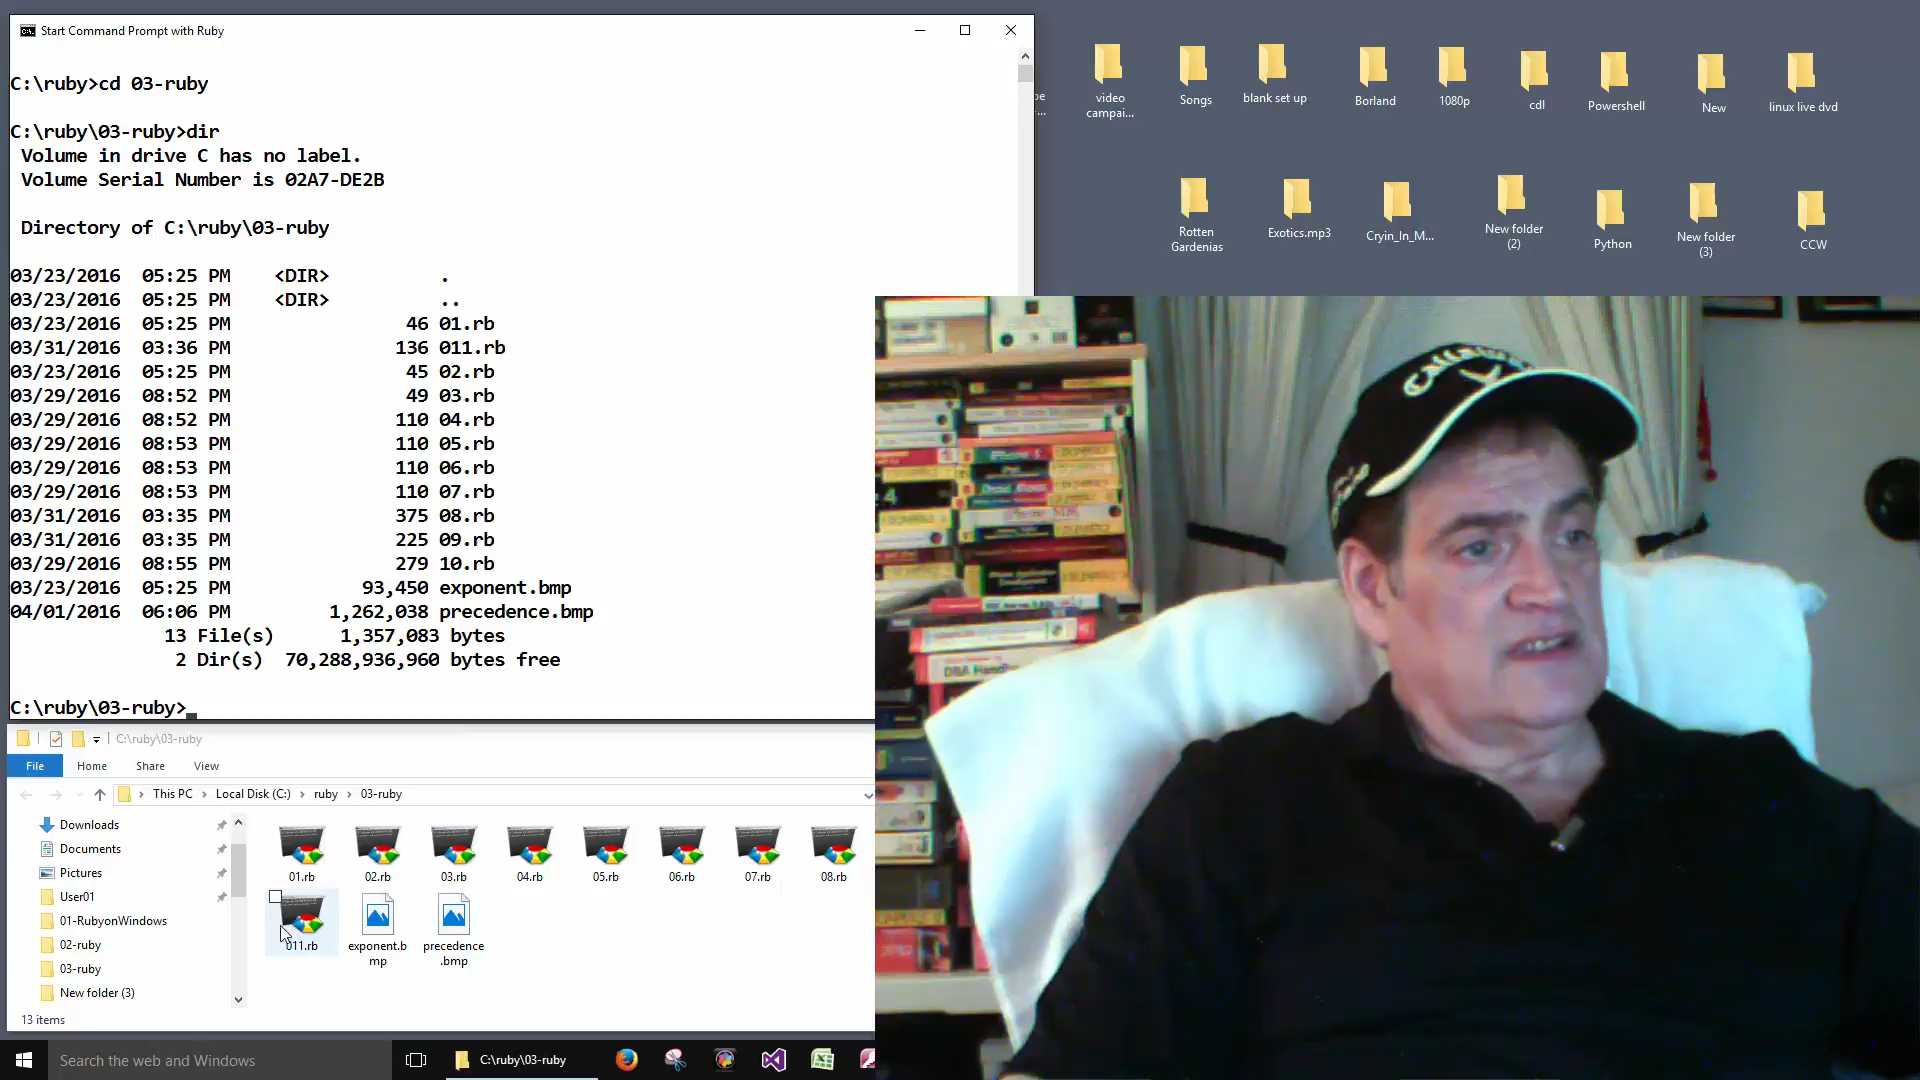 Start Command Prompt with Ruby
C:\ruby>cd 03-ruby
C:\ruby\03-ruby>dir
Volume in drive C has no label.
Volume Serial Number is 02A7-DE2B
Directory of C:\ruby\03-ruby
03/23/2016 05:25 PM <DIR> .
03/23/2016 05:25 PM <DIR> ..
03/23/2016 05:25 PM 46 01.rb
03/31/2016 03:36 PM 136 011.rb
03/23/2016 05:25 PM 45 02.rb
03/29/2016 08:52 PM 49 03.rb
03/29/2016 08:52 PM 110 04.rb
03/29/2016 08:53 PM 110 05.rb
03/29/2016 08:53 PM 110 06.rb
03/29/2016 08:53 PM 110 07.rb
03/31/2016 03:35 PM 375 08.rb
03/31/2016 03:35 PM 225 09.rb
03/29/2016 08:55 PM 279 10.rb
03/23/2016 05:25 PM 93,450 exponent.bmp
04/01/2016 06:06 PM 1,262,038 precedence.bmp
13 File(s) 1,357,083 bytes
2 Dir(s) 70,288,936,960 bytes free
C:\ruby\03-ruby>
video campai...
Songs
blank set up
Borland
1080p
cdl
Powershell
New
linux live dvd
Rotten Gardenias
Exotics.mp3
Cryin_In_M...
New folder (2)
Python
New folder (3)
CCW
C:\ruby\03-ruby
File Home Share View
This PC > Local Disk (C:) > ruby > 03-ruby
Downloads
Documents
Pictures
User01
01-RubyonWindows
02-ruby
03-ruby
New folder (3)
01.rb 02.rb 03.rb 04.rb 05.rb 06.rb 07.rb 08.rb
011.rb exponent.bmp precedence.bmp
13 items
Search the web and Windows
C:\ruby\03-ruby